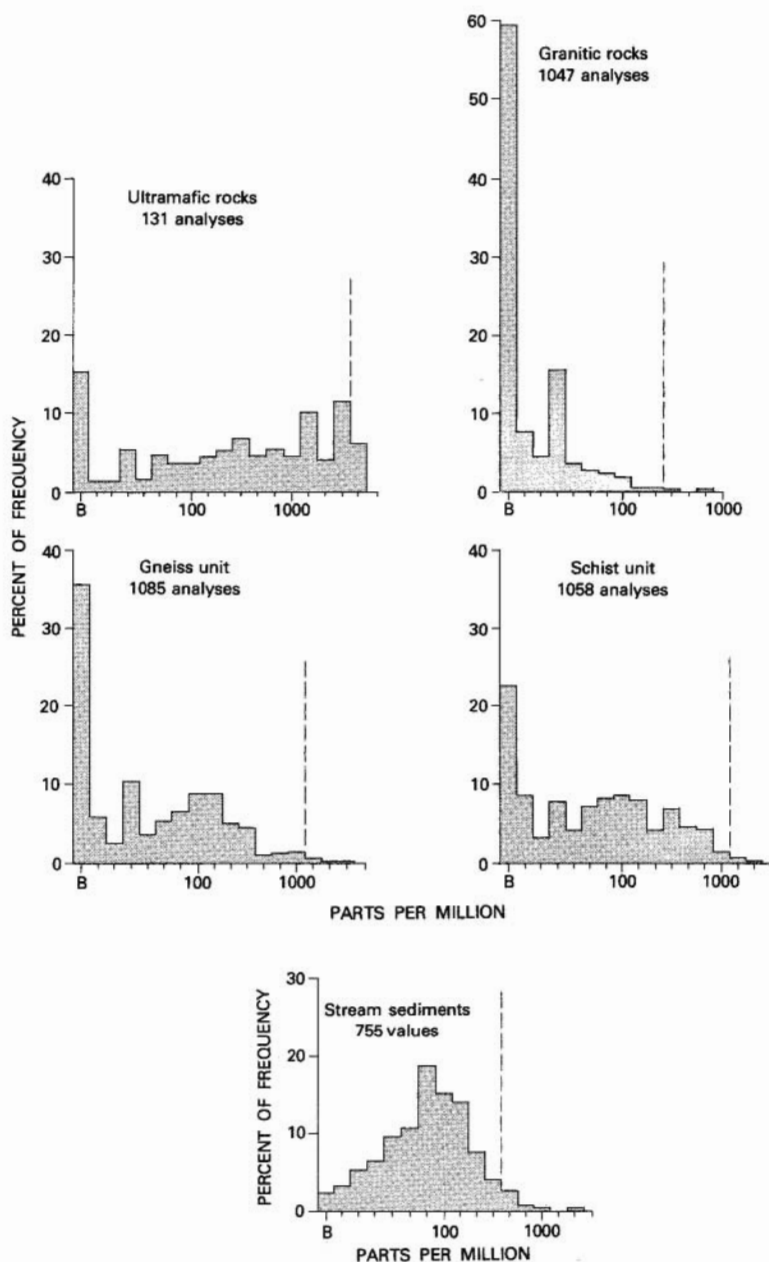 60
50
40
30
20
10
0
Granitic rocks
1047 analyses
B
100
1000
40
30
20
10
0
Ultramafic rocks
131 analyses
B
100
1000
PERCENT OF FREQUENCY
40
30
20
10
0
Gneiss unit
1085 analyses
B
100
1000
40
30
20
10
0
Schist unit
1058 analyses
B
100
1000
PARTS PER MILLION
PERCENT OF FREQUENCY
30
20
10
0
Stream sediments
755 values
B
100
1000
PARTS PER MILLION